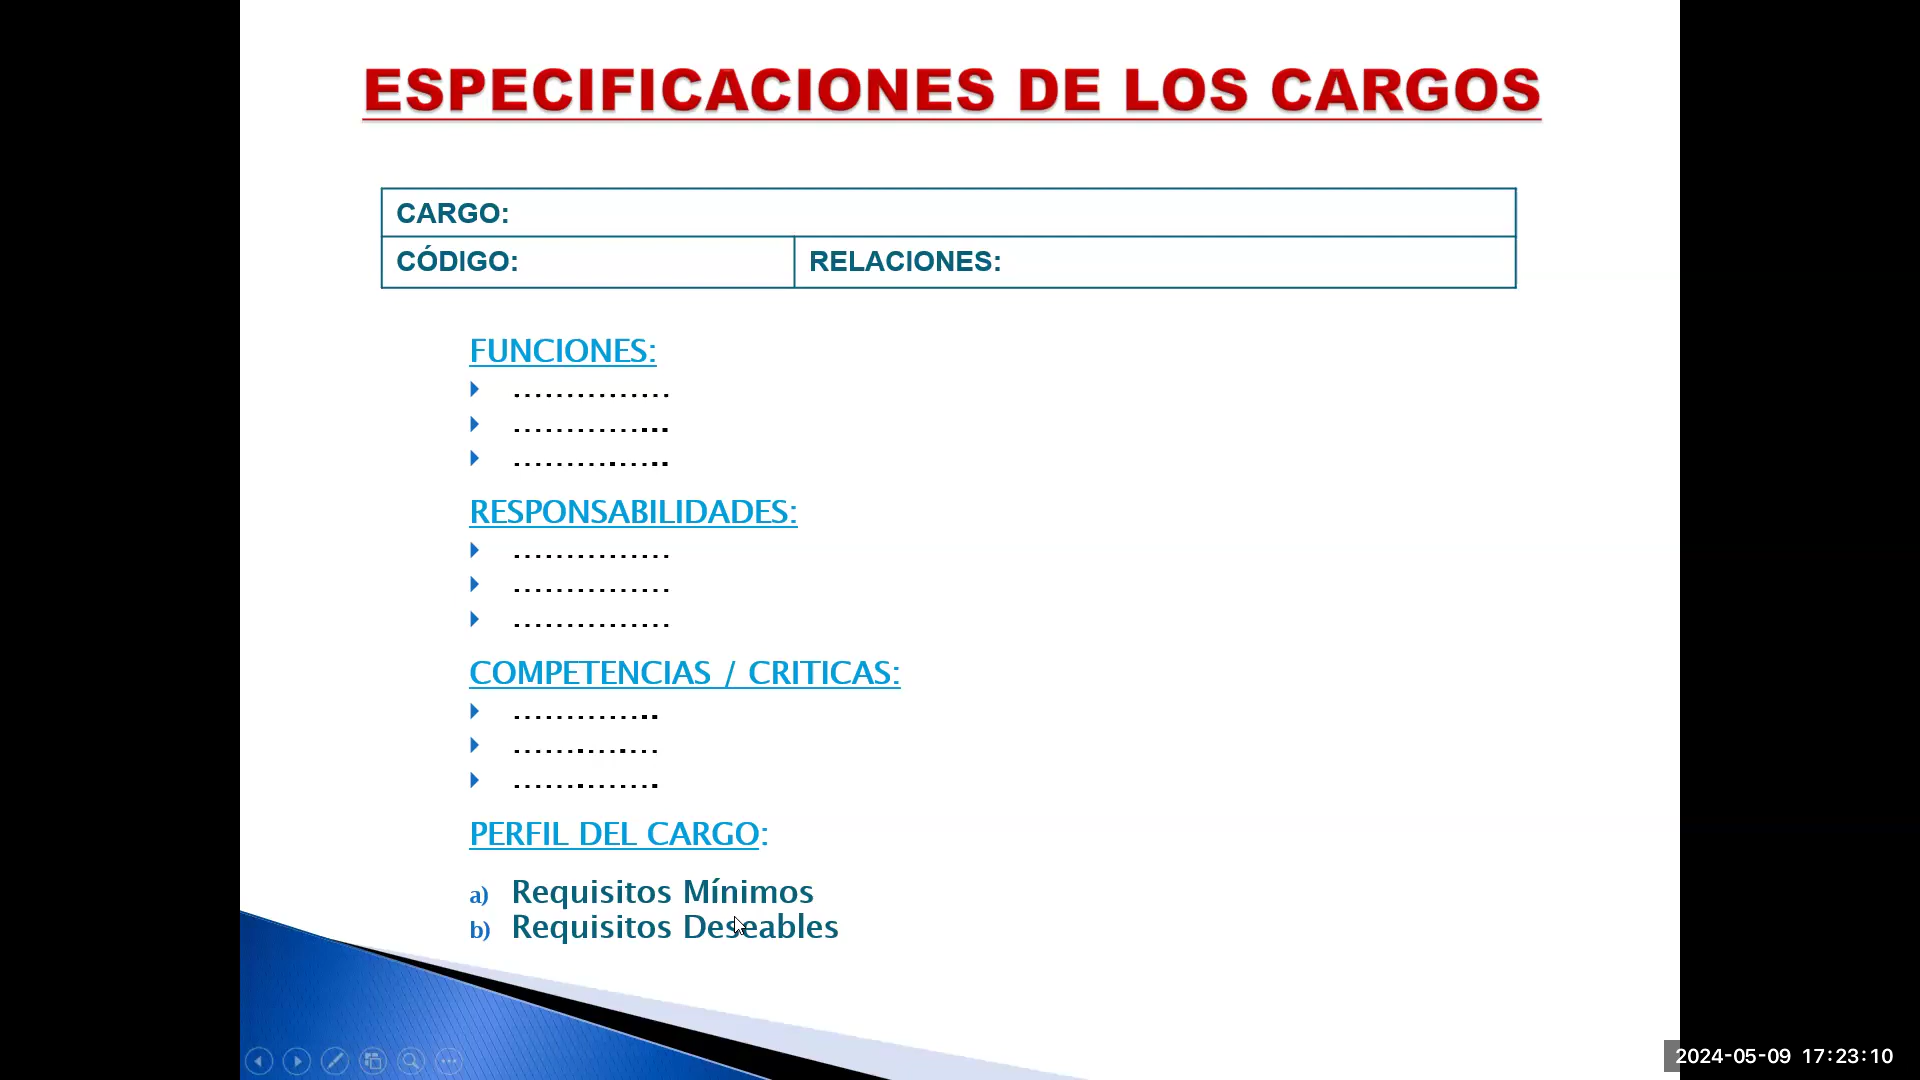 ESPECIFICACIONES DE LOS CARGOS
CARGO:
CÓDIGO:
RELACIONES:
FUNCIONES:
...............
...............
...............
RESPONSABILIDADES:
...............
...............
...............
COMPETENCIAS / CRITICAS:
..............
..............
..............
PERFIL DEL CARGO:
a) Requisitos Mínimos
b) Requisitos Deseables
2024-05-09 17:23:10